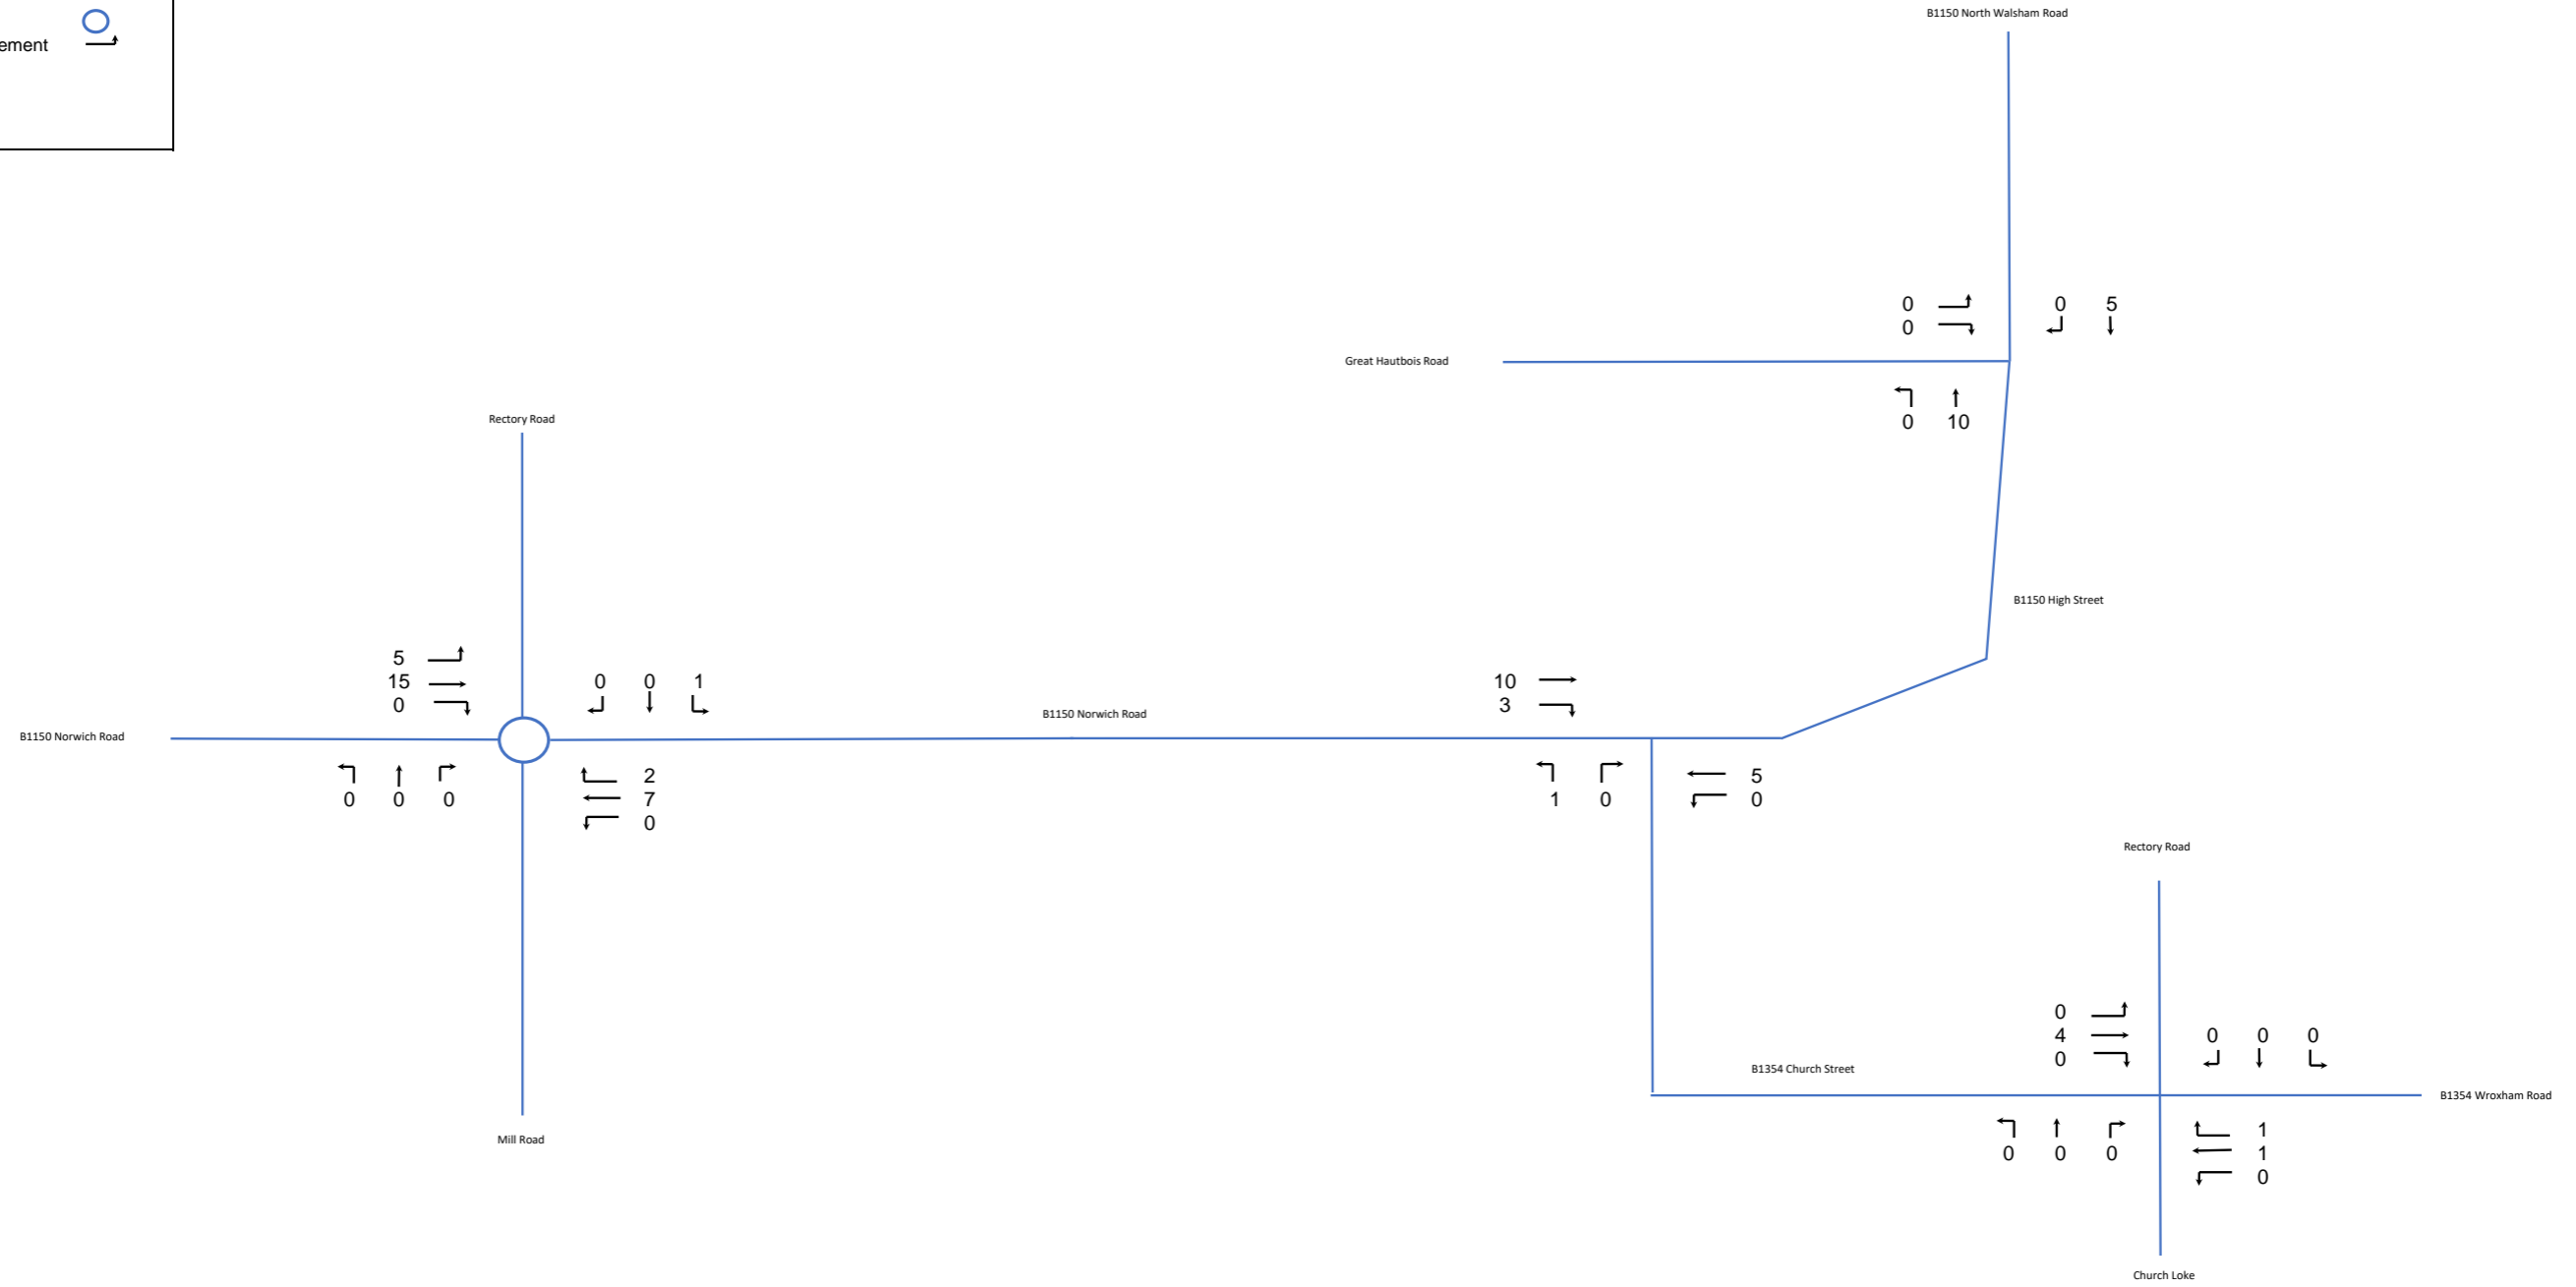 ement
B1150 North Walsham Road
0
0 5
0
Great Hautbois Road
0 10
Rectory Road
B1150 High Street
5
15
0
0 0 1
10
3
B1150 Norwich Road
B1150 Norwich Road
0 0 0
2
7
0
1 0
5
0
Rectory Road
0
4
0
0 0 0
B1354 Church Street
B1354 Wroxham Road
0 0 0
1
1
0
Mill Road
Church Loke